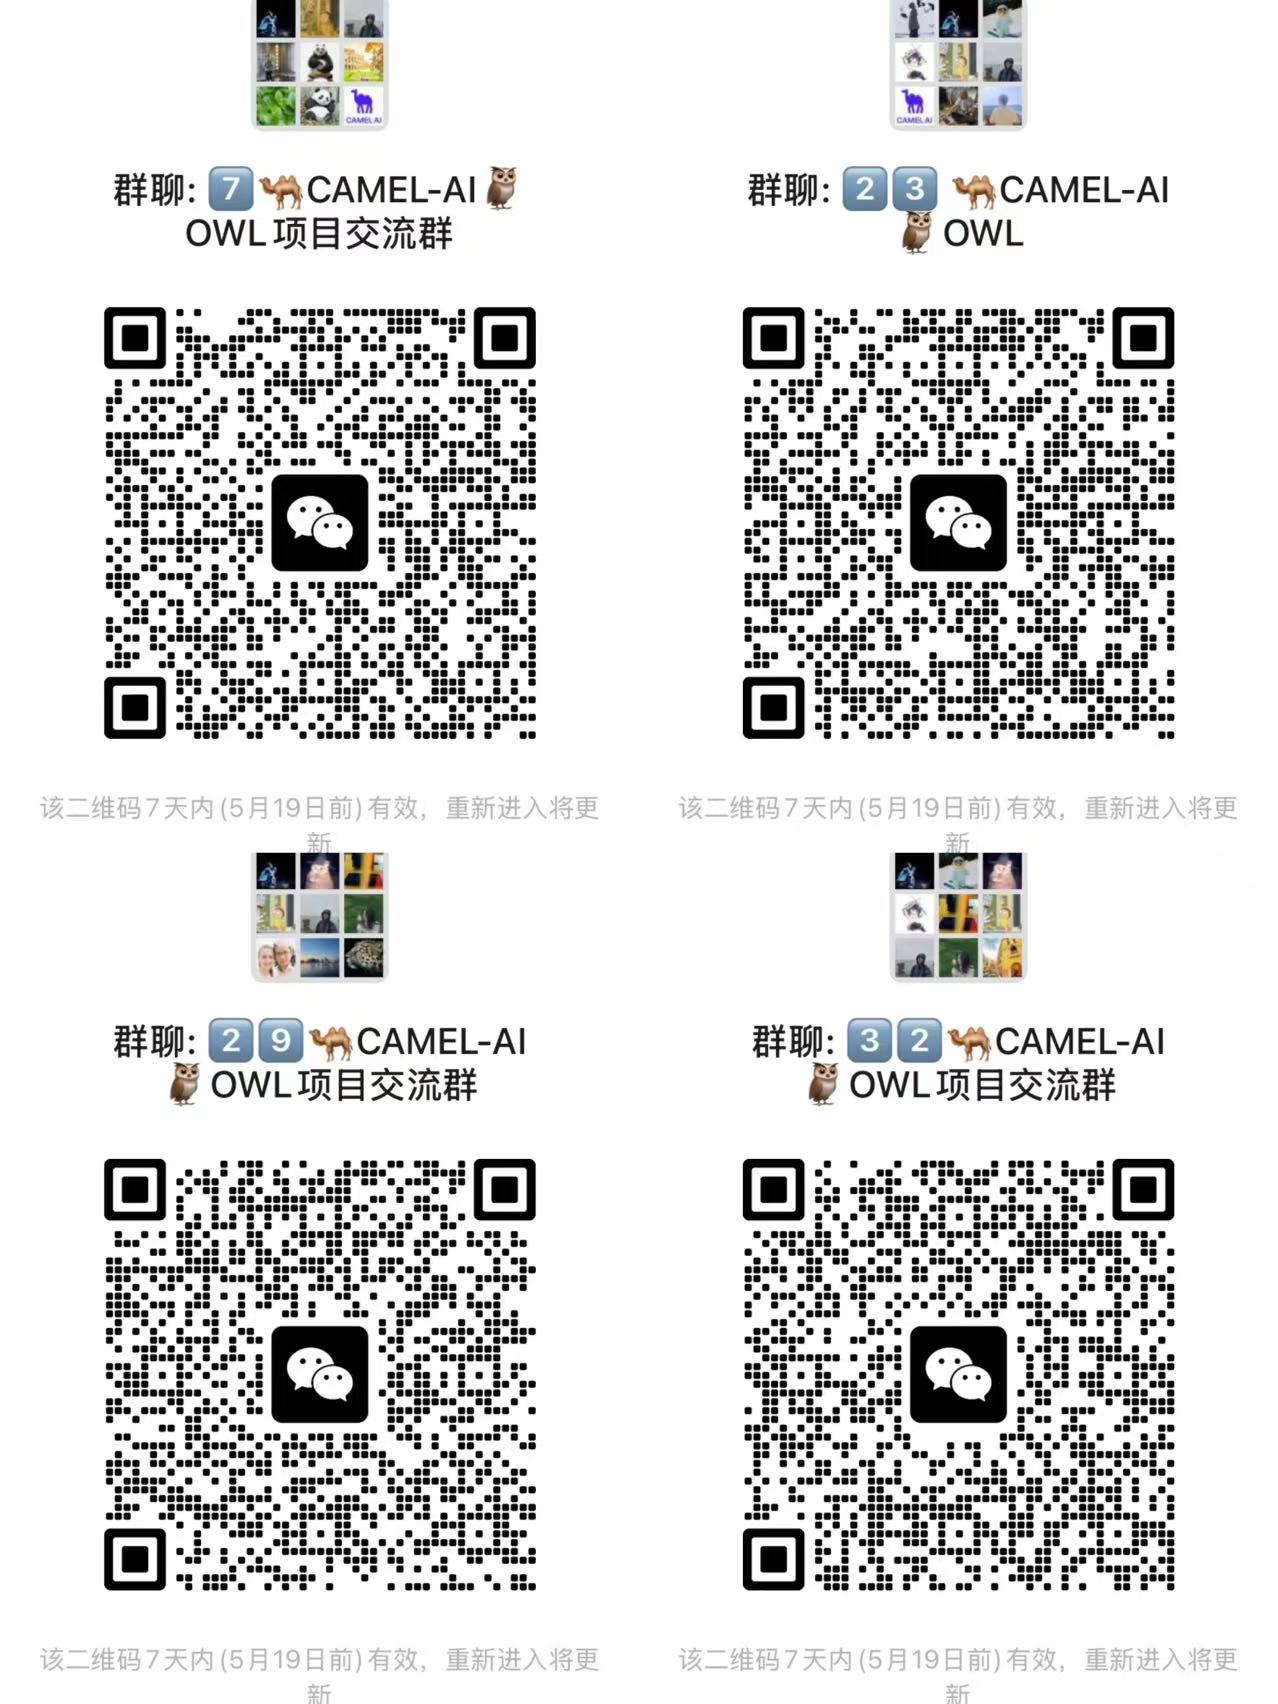 CAMEL AI
CAMEL AI
群聊: 7🐫CAMEL-AI🦉
OWL项目交流群
群聊: 23 🐫CAMEL-AI
🦉OWL
该二维码7天内(5月19日前)有效，重新进入将更
新
该二维码7天内(5月19日前)有效，重新进入将更
新
群聊: 29🐫CAMEL-AI
🦉OWL项目交流群
群聊: 32🐫CAMEL-AI
🦉OWL项目交流群
该二维码7天内(5月19日前)有效，重新进入将更
新
该二维码7天内(5月19日前)有效，重新进入将更
新